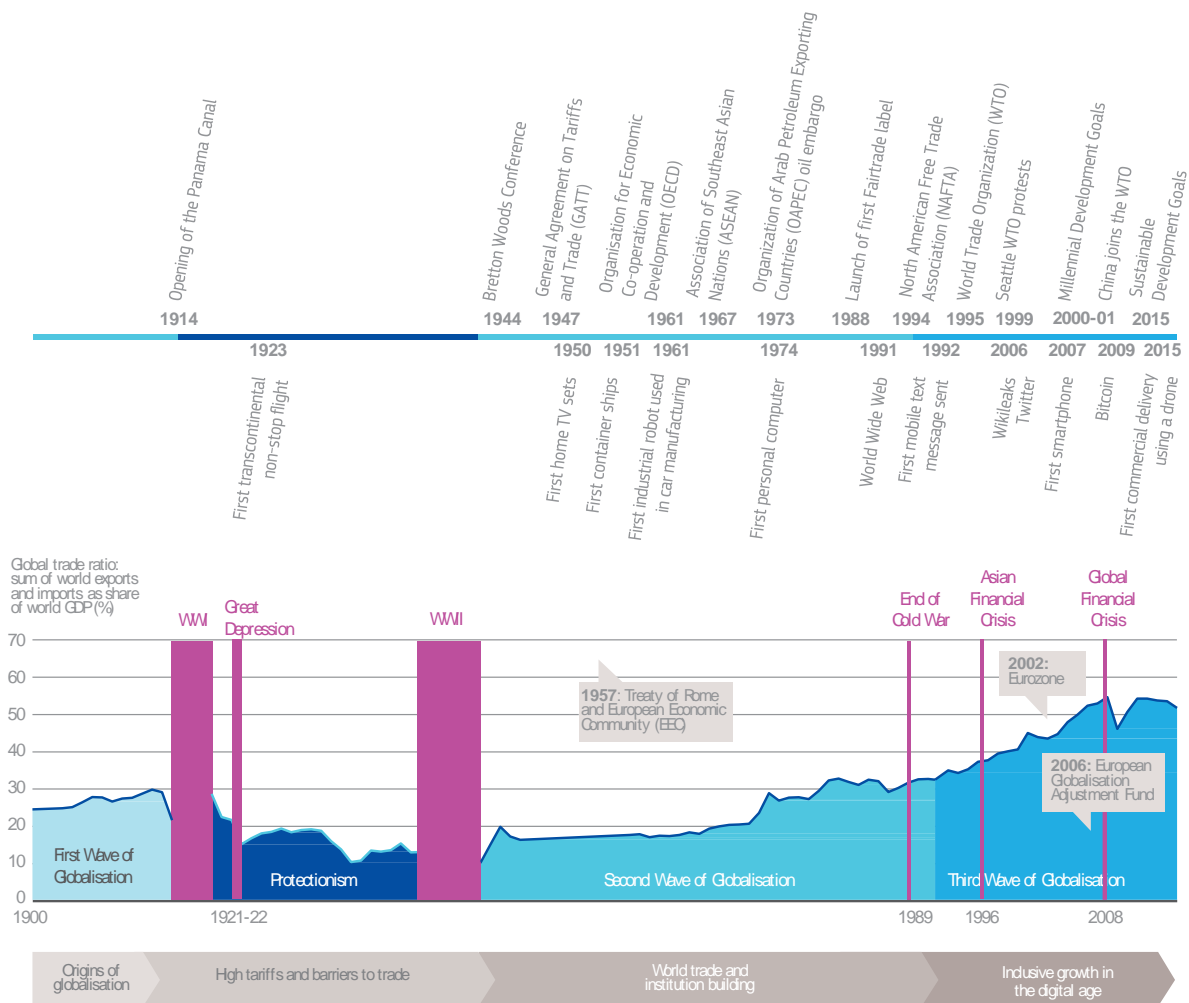 Opening of the Panama Canal
Bretton Woods Conference
General Agreement on Tariffs
and Trade (GATT)
Organisation for Economic
Co-operation and
Development (OECD)
Association of Southeast Asian
Nations (ASEAN)
Organization of Arab Petroleum Exporting
Countries (OAPEC) oil embargo
Launch of first Fairtrade label
North American Free Trade
Association (NAFTA)
World Trade Organization (WTO)
Seattle WTO protests
Millennial Development Goals
China joins the WTO
Sustainable
Development Goals
1914 1944 1947 1961 1967 1973 1988 1994 1995 1999 2000-01 2015
1923 1950 1951 1961 1974 1991 1992 2006 2007 2009 2015
First transcontinental
non-stop flight
First home TV sets
First container ships
First industrial robot used
in car manufacturing
First personal computer
World Wide Web
First mobile text
message sent
Wikileaks
Twitter
First smartphone
Bitcoin
First commercial delivery
using a drone
Global trade ratio:
sum of world exports
and imports as share
of world GDP (%)
WWI
Great
Depression
WWII
End of
Cold War
Asian
Financial
Crisis
Global
Financial
Crisis
70
60
50
40
30
20
10
0
1957: Treaty of Rome
and European Economic
Community (EEC)
2002:
Eurozone
2006: European
Globalisation
Adjustment Fund
First Wave of
Globalisation
Protectionism
Second Wave of Globalisation
Third Wave of Globalisation
1900 1921-22 1989 1996 2008
Origins of
globalisation
High tariffs and barriers to trade
World trade and
institution building
Inclusive growth in
the digital age